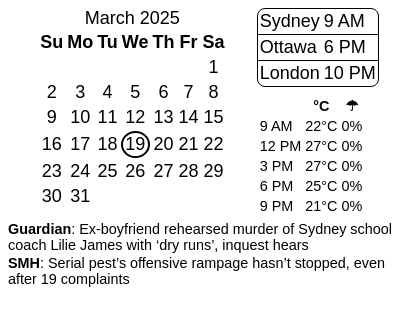 March 2025
Su Mo Tu We Th Fr Sa
1
2 3 4 5 6 7 8
9 10 11 12 13 14 15
16 17 18 19 20 21 22
23 24 25 26 27 28 29
30 31
Sydney 9 AM
Ottawa 6 PM
London 10 PM
°C ☂
9 AM 22°C 0%
12 PM 27°C 0%
3 PM 27°C 0%
6 PM 25°C 0%
9 PM 21°C 0%
Guardian: Ex-boyfriend rehearsed murder of Sydney school
coach Lilie James with ‘dry runs’, inquest hears
SMH: Serial pest’s offensive rampage hasn’t stopped, even
after 19 complaints